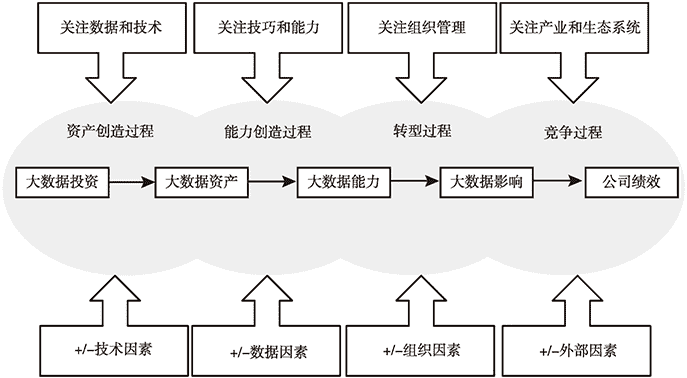 关注数据和技术
关注技巧和能力
关注组织管理
关注产业和生态系统
资产创造过程
能力创造过程
转型过程
竞争过程
大数据投资
大数据资产
大数据能力
大数据影响
公司绩效
+/−技术因素
+/−数据因素
+/−组织因素
+/−外部因素